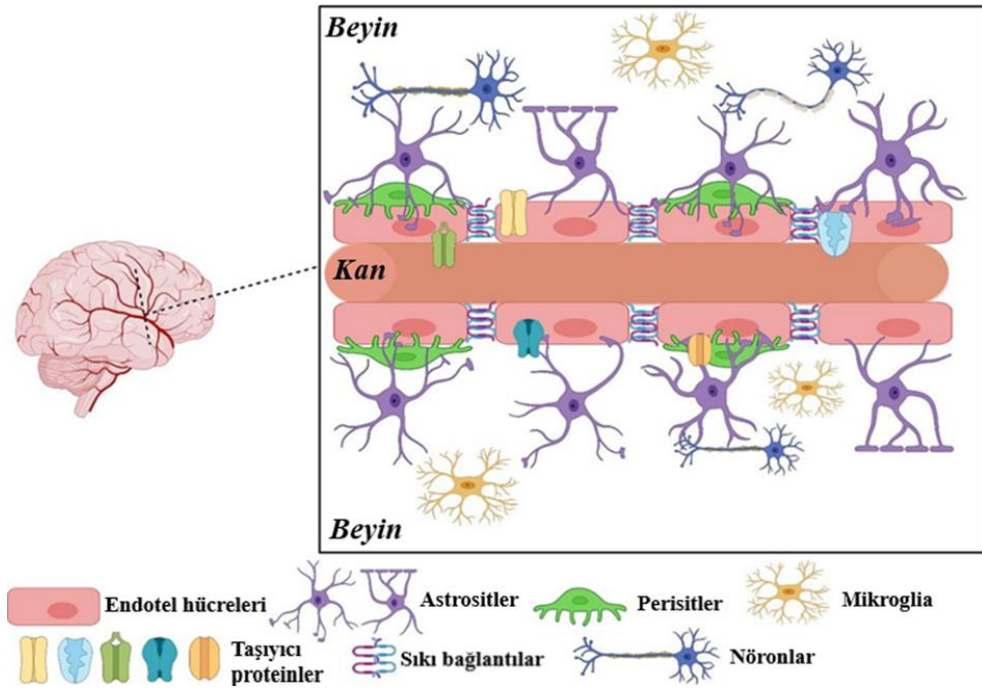 Beyin
Kan
Beyin
Endotel hücreleri
Astrositler
Perisitler
Mikroglia
Taşıyıcı
proteinler
Sıkı bağlantılar
Nöronlar